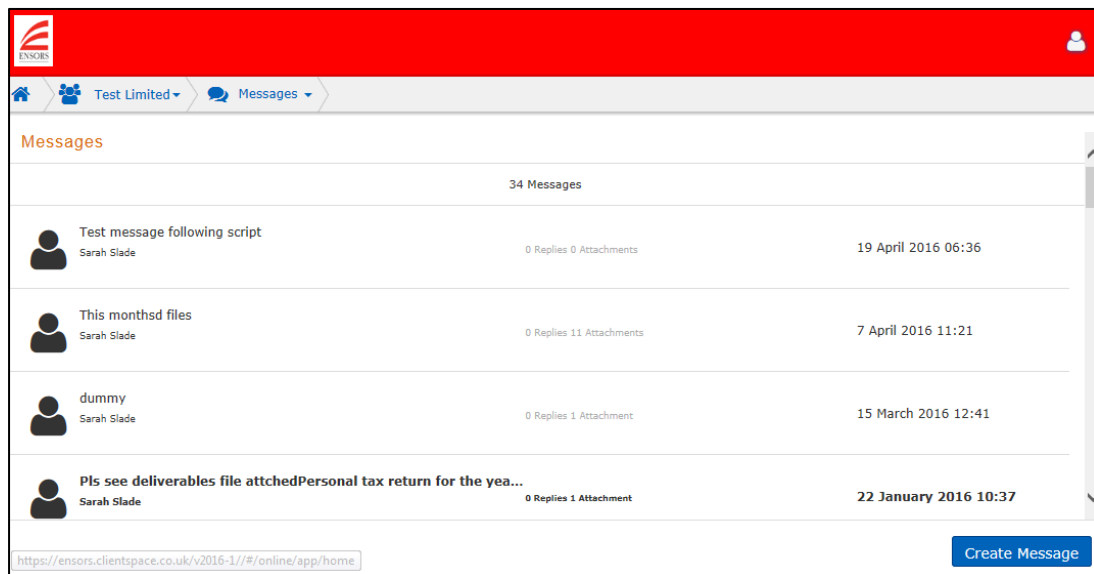 ENSORS
Test Limited
Messages
Messages
34 Messages
Test message following script
Sarah Slade
0 Replies 0 Attachments
19 April 2016 06:36
This monthsd files
Sarah Slade
0 Replies 11 Attachments
7 April 2016 11:21
dummy
Sarah Slade
0 Replies 1 Attachment
15 March 2016 12:41
Pls see deliverables file attchedPersonal tax return for the yea...
Sarah Slade
0 Replies 1 Attachment
22 January 2016 10:37
https://ensors.clientspace.co.uk/v2016-1//#/online/app/home
Create Message